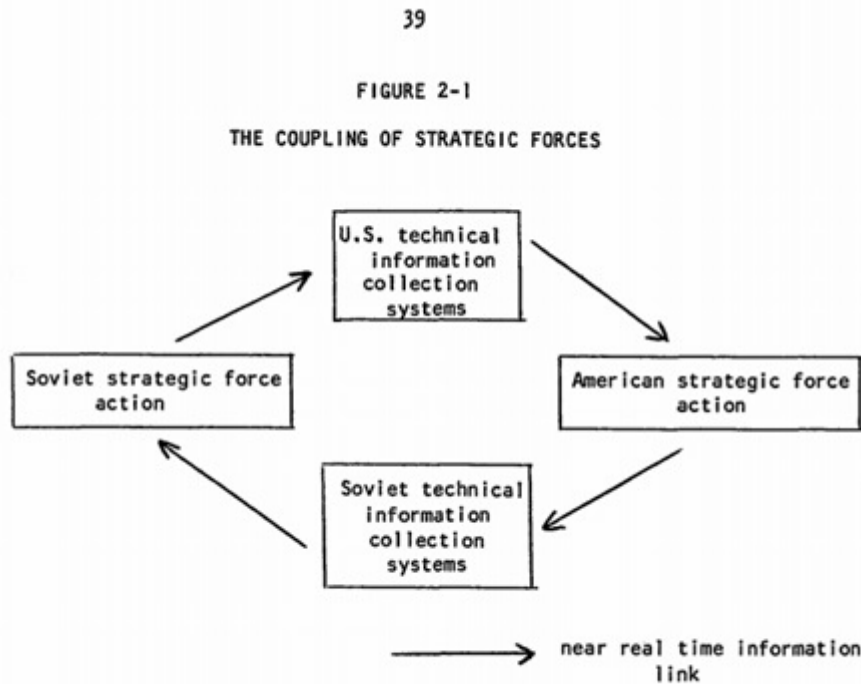 39
FIGURE 2-1
THE COUPLING OF STRATEGIC FORCES
U.S. technical
information
collection
systems
Soviet strategic force
action
American strategic force
action
Soviet technical
information
collection
systems
near real time information
link